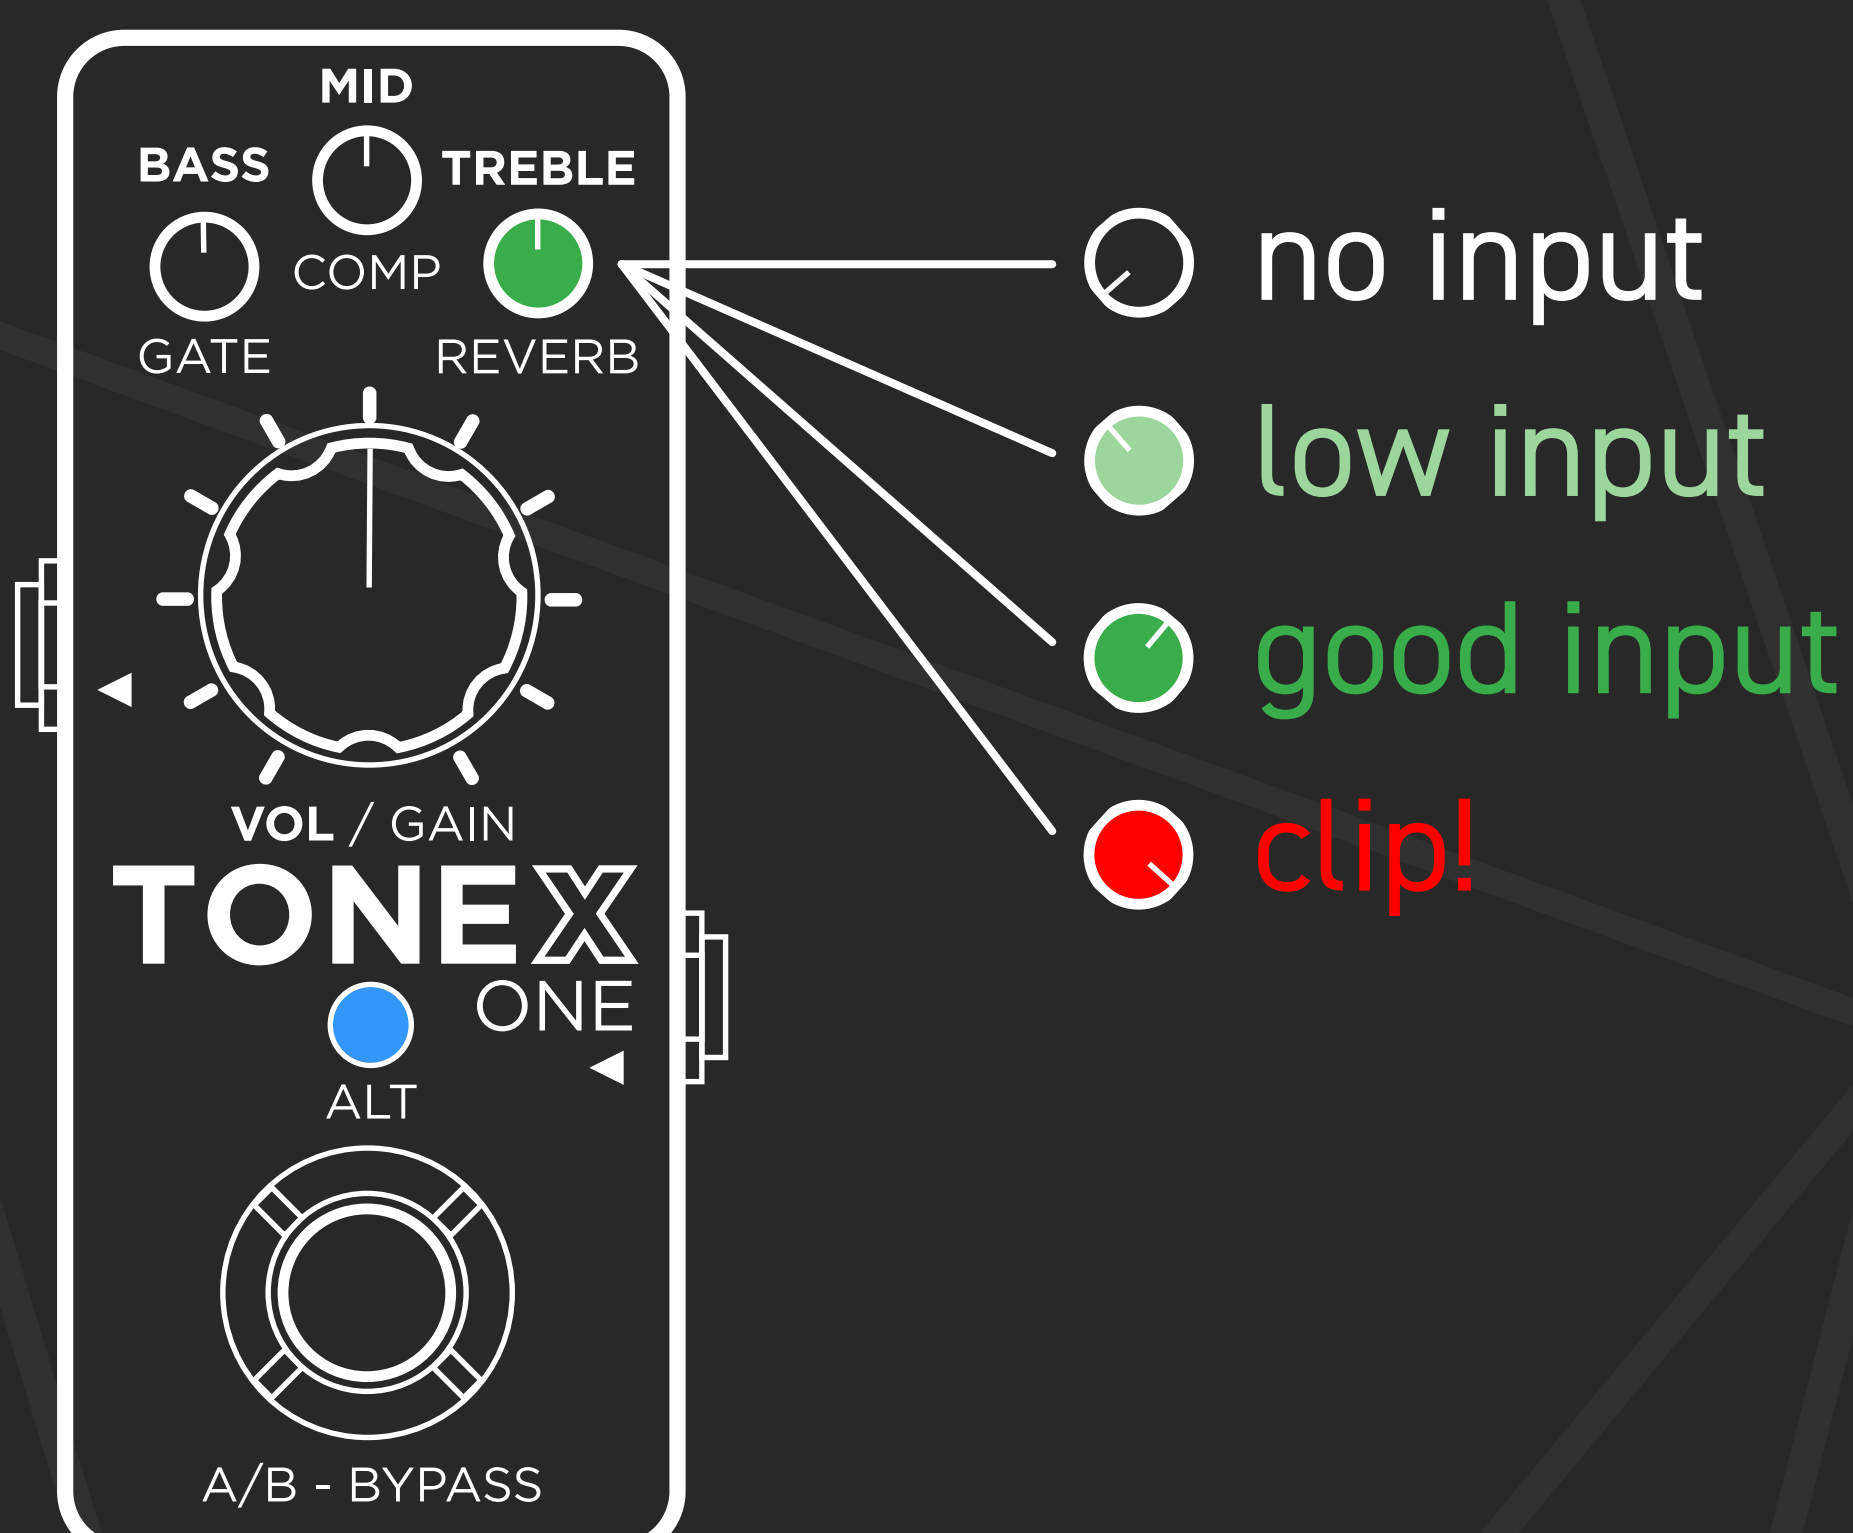 MID
BASS
TREBLE
COMP
GATE
REVERB
VOL / GAIN
TONEX
ONE
ALT
A/B - BYPASS
no input
low input
good input
clip!